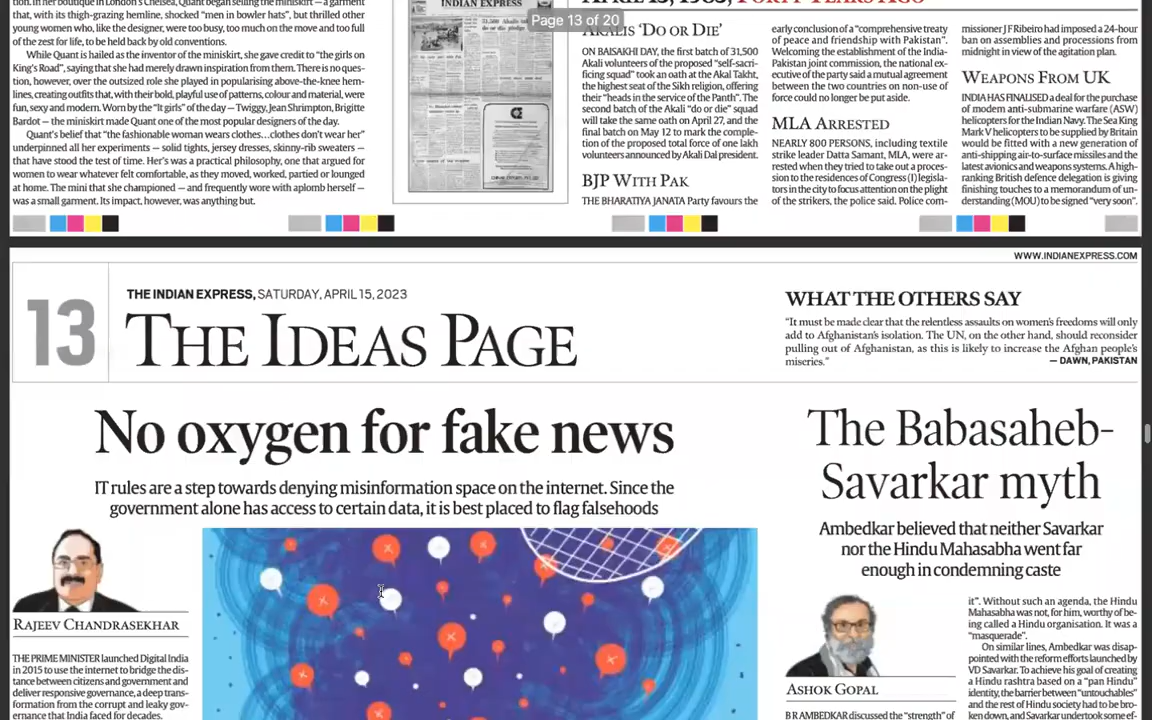 tion. In her boutique in London's Chelsea, Quant began selling the miniskirt — a garment
that, with its thigh-grazing hemline, shocked "men in bowler hats", but thrilled other
young women who, like the designer, were too busy, too much on the move and too full
of the zest for life, to be held back by old conventions.
While Quant is hailed as the inventor of the miniskirt, she gave credit to "the girls on
King's Road", saying that she had merely drawn inspiration from them. There is no ques-
tion, however, over the outsized role she played in popularising above-the-knee hem-
lines, creating outfits that, with their bold, playful use of patterns, colour and material, were
fun, sexy and modern. Worn by the "It girls" of the day — Twiggy, Jean Shrimpton, Brigitte
Bardot — the miniskirt made Quant one of the most popular designers of the day.
Quant's belief that "the fashionable woman wears clothes...clothes don't wear her"
underpinned all her experiments — solid tights, jersey dresses, skinny-rib sweaters —
that have stood the test of time. Her's was a practical philosophy, one that argued for
women to wear whatever felt comfortable, as they moved, worked, partied or lounged
at home. The mini that she championed — and frequently wore with aplomb herself —
was a small garment. Its impact, however, was anything but.
INDIAN EXPRESS
Page 13 of 20
APRIL 15, 1983, FORTY YEARS AGO
AKALIS 'DO OR DIE'
ON BAISAKHI DAY, the first batch of 31,500
Akali volunteers of the proposed "self-sacri-
ficing squad" took an oath at the Akal Takht,
the highest seat of the Sikh religion, offering
their "heads in the service of the Panth". The
second batch of the Akali "do or die" squad
will take the same oath on April 27, and the
final batch on May 12 to mark the comple-
tion of the proposed total force of one lakh
volunteers announced by Akali Dal president.
BJP WITH PAK
THE BHARATIYA JANATA Party favours the
early conclusion of a "comprehensive treaty
of peace and friendship with Pakistan".
Welcoming the establishment of the India-
Pakistan joint commission, the national ex-
ecutive of the party said a mutual agreement
between the two countries on non-use of
force could no longer be put aside.
MLA ARRESTED
NEARLY 800 PERSONS, including textile
strike leader Datta Samant, MLA, were ar-
rested when they tried to take out a proces-
sion to the residences of Congress (I) legisla-
tors in the city to focus attention on the plight
of the strikers, the police said. Police com-
missioner J F Ribeiro had imposed a 24-hour
ban on assemblies and processions from
midnight in view of the agitation plan.
WEAPONS FROM UK
INDIA HAS FINALISED a deal for the purchase
of modern anti-submarine warfare (ASW)
helicopters for the Indian Navy. The Sea King
Mark V helicopters to be supplied by Britain
would be fitted with a new generation of
anti-shipping air-to-surface missiles and the
latest avionics and weapons systems. A high-
ranking British defence delegation is giving
finishing touches to a memorandum of un-
derstanding (MOU) to be signed "very soon".
WWW.INDIANEXPRESS.COM
13
THE INDIAN EXPRESS, SATURDAY, APRIL 15, 2023
THE IDEAS PAGE
WHAT THE OTHERS SAY
"It must be made clear that the relentless assaults on women's freedoms will only
add to Afghanistan's isolation. The UN, on the other hand, should reconsider
pulling out of Afghanistan, as this is likely to increase the Afghan people's
miseries."
— DAWN, PAKISTAN
No oxygen for fake news
IT rules are a step towards denying misinformation space on the internet. Since the
government alone has access to certain data, it is best placed to flag falsehoods
RAJEEV CHANDRASEKHAR
THE PRIME MINISTER launched Digital India
in 2015 to use the internet to bridge the dis-
tance between citizens and government and
deliver responsive governance, a deep trans-
formation from the corrupt and leaky gov-
ernance that India faced for decades.
The Babasaheb-
Savarkar myth
Ambedkar believed that neither Savarkar
nor the Hindu Mahasabha went far
enough in condemning caste
ASHOK GOPAL
B R AMBEDKAR discussed the "strength" of
it". Without such an agenda, the Hindu
Mahasabha was not, for him, worthy of be-
ing called a Hindu organisation. It was a
"masquerade".
On similar lines, Ambedkar was disap-
pointed with the reform efforts launched by
VD Savarkar. To achieve his goal of creating
a Hindu rashtra based on a "pan Hindu"
identity, the barrier between "untouchables"
and the rest of Hindu society had to be bro-
ken down, and Savarkar undertook some ef-